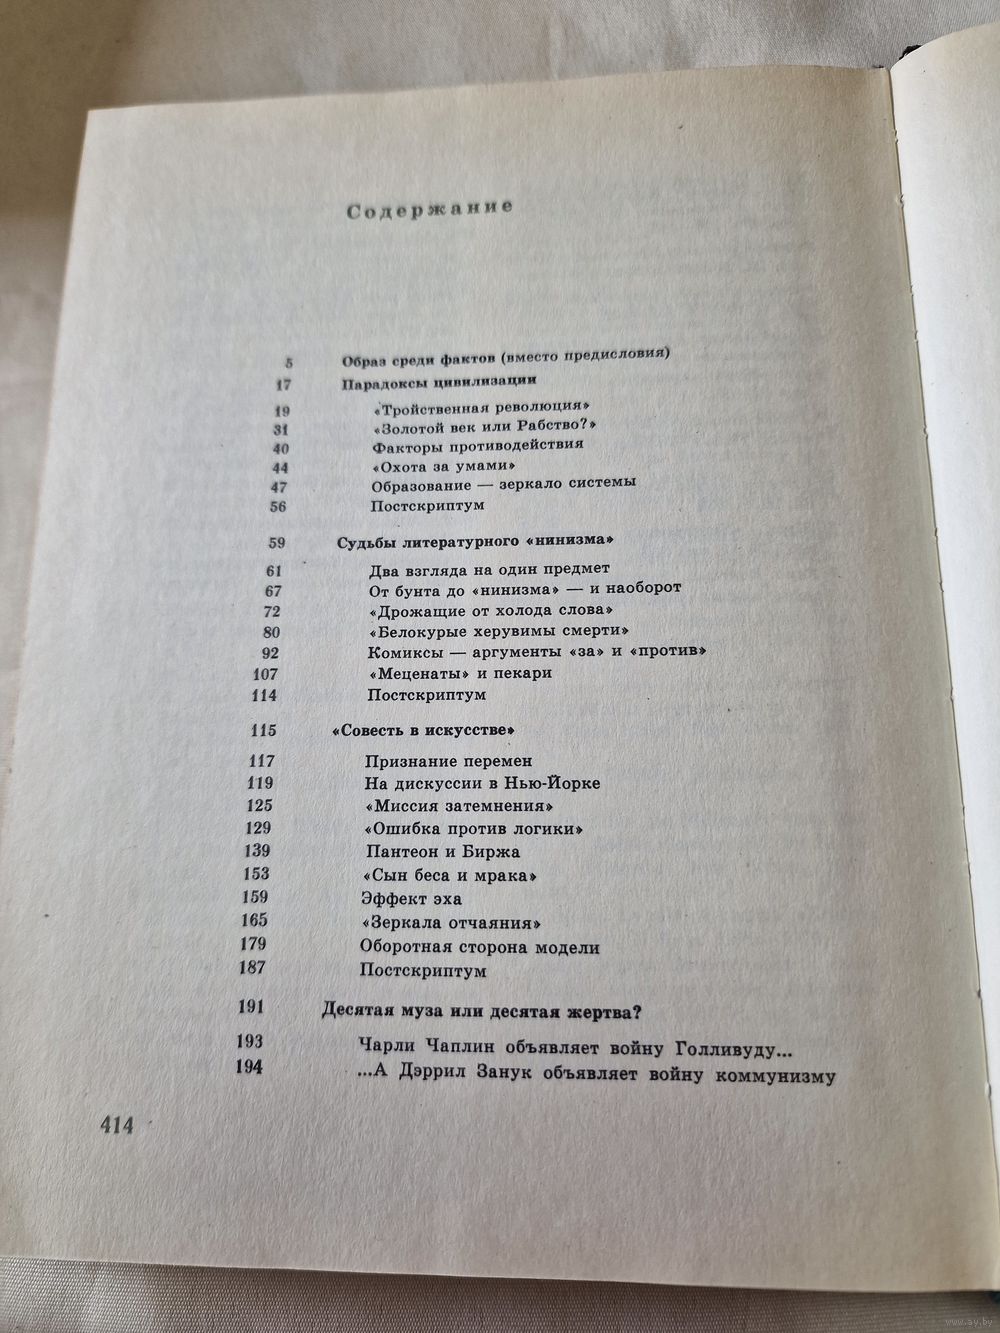 Содержание
5 Образ среди фактов (вместо предисловия)
17 Парадоксы цивилизации
19 «Тройственная революция»
31 «Золотой век или Рабство?»
40 Факторы противодействия
44 «Охота за умами»
47 Образование — зеркало системы
56 Постскриптум
59 Судьбы литературного «нинизма»
61 Два взгляда на один предмет
67 От бунта до «нинизма» — и наоборот
72 «Дрожащие от холода слова»
80 «Белокурые херувимы смерти»
92 Комиксы — аргументы «за» и «против»
107 «Меценаты» и пекари
114 Постскриптум
115 «Совесть в искусстве»
117 Признание перемен
119 На дискуссии в Нью-Йорке
125 «Миссия затемнения»
129 «Ошибка против логики»
139 Пантеон и Биржа
153 «Сын беса и мрака»
159 Эффект эха
165 «Зеркала отчаяния»
179 Оборотная сторона модели
187 Постскриптум
191 Десятая муза или десятая жертва?
193 Чарли Чаплин объявляет войну Голливуду...
194 ...А Дэррил Занук объявляет войну коммунизму
414
www.ay.by